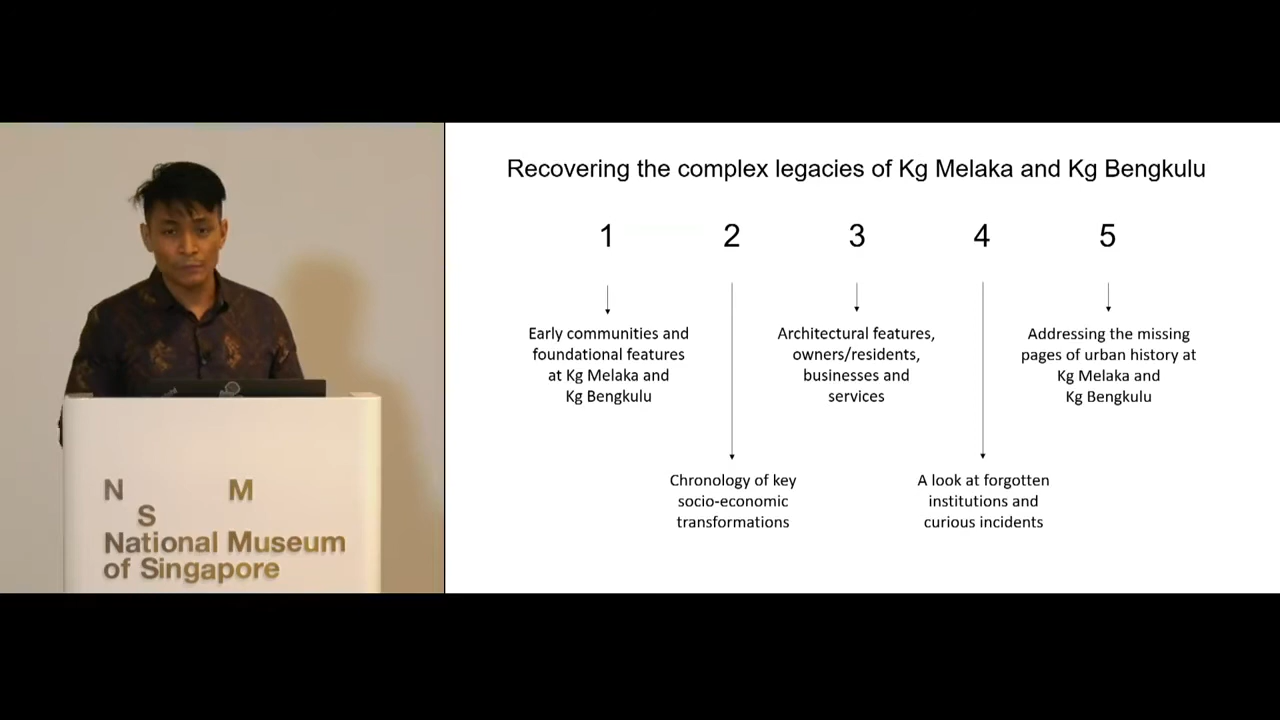 Recovering the complex legacies of Kg Melaka and Kg Bengkulu
1
2
3
4
5
Early communities and
foundational features
at Kg Melaka and
Kg Bengkulu
Chronology of key
socio-economic
transformations
Architectural features,
owners/residents,
businesses and
services
A look at forgotten
institutions and
curious incidents
Addressing the missing
pages of urban history at
Kg Melaka and
Kg Bengkulu
N M
S
National Museum
of Singapore